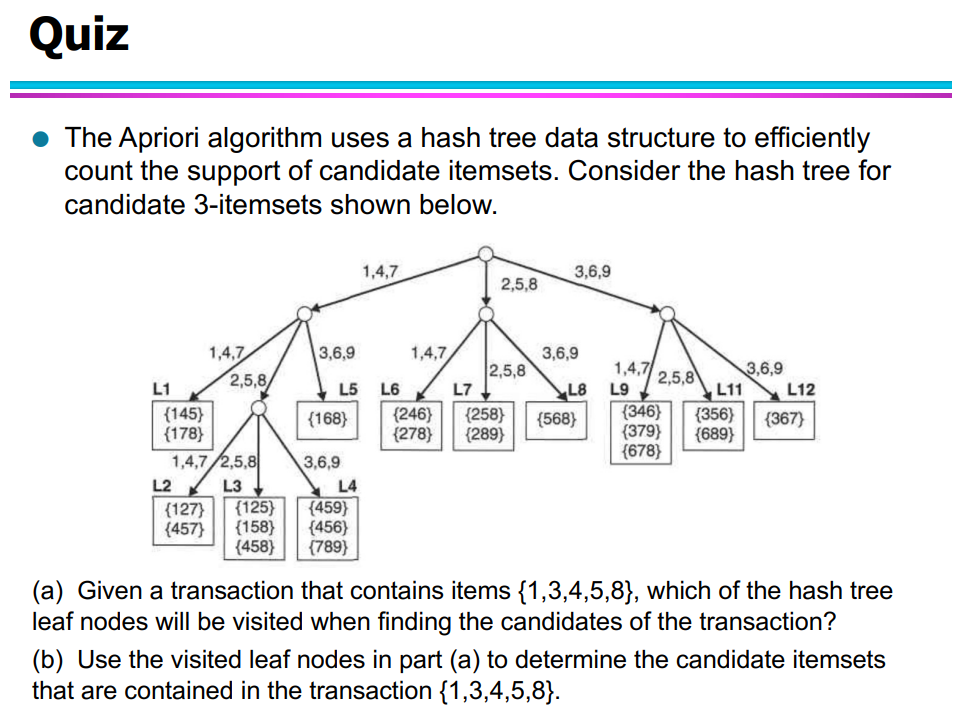 Quiz
The Apriori algorithm uses a hash tree data structure to efficiently
count the support of candidate itemsets. Consider the hash tree for
candidate 3-itemsets shown below.
1,4,7
2,5,8
3,6,9
1,4,7
2,5,8
3,6,9
1,4,7
2,5,8
3,6,9
1,4,7
2,5,8
3,6,9
L1
L5
L6
L7
L8
L9
L11
L12
{145}
{178}
{168}
{246}
{278}
{258}
{289}
{568}
{346}
{379}
{678}
{356}
{689}
{367}
1,4,7
2,5,8
3,6,9
L2
L3
L4
{127}
{457}
{125}
{158}
{458}
{459}
{456}
{789}
(a) Given a transaction that contains items {1,3,4,5,8}, which of the hash tree
leaf nodes will be visited when finding the candidates of the transaction?
(b) Use the visited leaf nodes in part (a) to determine the candidate itemsets
that are contained in the transaction {1,3,4,5,8}.